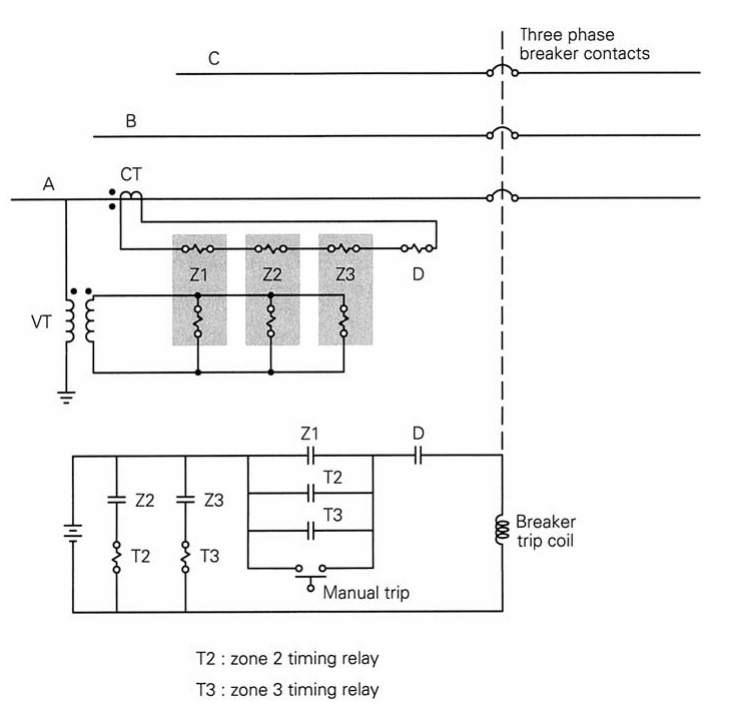 Three phase
breaker contacts
C
B
A
CT
Z1
Z2
Z3
D
VT
Z1
D
T2
Z2
Z3
T3
Breaker
trip coil
T2
T3
Manual trip
T2 : zone 2 timing relay
T3 : zone 3 timing relay